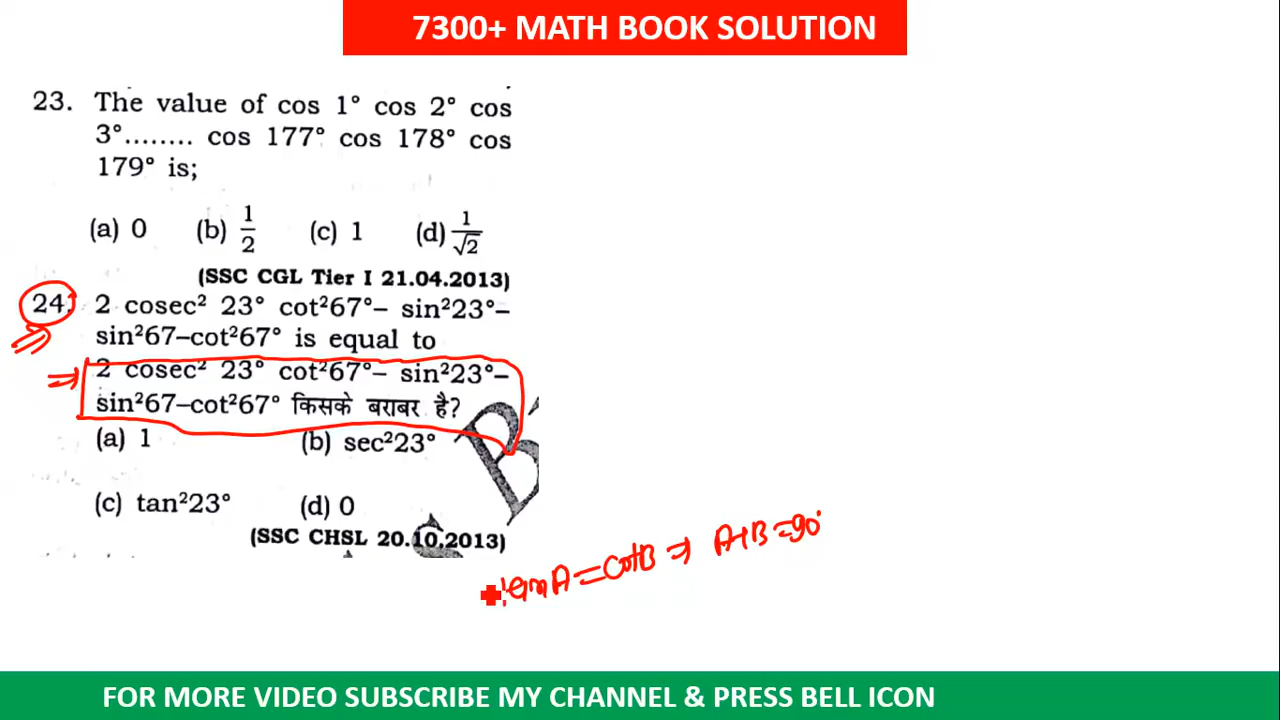 7300+ MATH BOOK SOLUTION
23. The value of cos 1° cos 2° cos
3°........ cos 177° cos 178° cos
179° is;
(a) 0 (b) 1/2 (c) 1 (d) 1/√2
(SSC CGL Tier I 21.04.2013)
24. 2 cosec² 23° cot²67°– sin²23°–
sin²67–cot²67° is equal to
2 cosec² 23° cot²67°– sin²23°–
sin²67–cot²67° किसके बराबर है?
(a) 1 (b) sec²23°
(c) tan²23° (d) 0
(SSC CHSL 20.10.2013)
A = CotB ⇒ A+B=90°
FOR MORE VIDEO SUBSCRIBE MY CHANNEL & PRESS BELL ICON